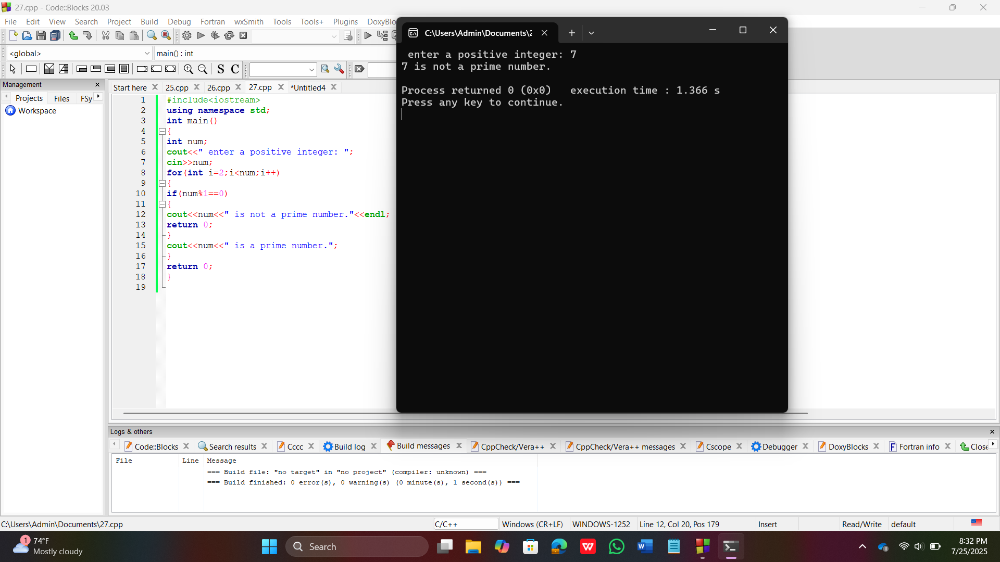 27.cpp - Code::Blocks 20.03
File Edit View Search Project Build Debug Fortran wxSmith Tools Tools+ Plugins DoxyBlo
<global> main() : int
S C
Management
Projects Files FSy
Workspace
Start here 25.cpp 26.cpp 27.cpp *Untitled4
1 #include<iostream>
2 using namespace std;
3 int main()
4 {
5 int num;
6 cout<<" enter a positive integer: ";
7 cin>>num;
8 for(int i=2;i<num;i++)
9 {
10 if(num%1==0)
11 {
12 cout<<num<<" is not a prime number."<<endl;
13 return 0;
14 }
15 cout<<num<<" is a prime number.";
16 }
17 return 0;
18 }
19
C:\Users\Admin\Documents\2
enter a positive integer: 7
7 is not a prime number.
Process returned 0 (0x0)   execution time : 1.366 s
Press any key to continue.
Logs & others
Code::Blocks Search results Cccc Build log Build messages CppCheck/Vera++ CppCheck/Vera++ messages Cscope Debugger DoxyBlocks Fortran info Close
File Line Message
=== Build file: "no target" in "no project" (compiler: unknown) ===
=== Build finished: 0 error(s), 0 warning(s) (0 minute(s), 1 second(s)) ===
C:\Users\Admin\Documents\27.cpp C/C++ Windows (CR+LF) WINDOWS-1252 Line 12, Col 20, Pos 179 Insert Read/Write default
1
74°F
Mostly cloudy
Search
8:32 PM
7/25/2025